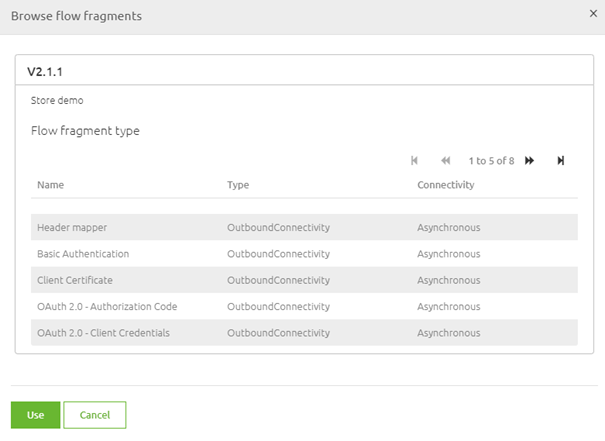 Browse flow fragments ×
V2.1.1
Store demo
Flow fragment type
1 to 5 of 8
Name Type Connectivity
Header mapper OutboundConnectivity Asynchronous
Basic Authentication OutboundConnectivity Asynchronous
Client Certificate OutboundConnectivity Asynchronous
OAuth 2.0 - Authorization Code OutboundConnectivity Asynchronous
OAuth 2.0 - Client Credentials OutboundConnectivity Asynchronous
Use Cancel